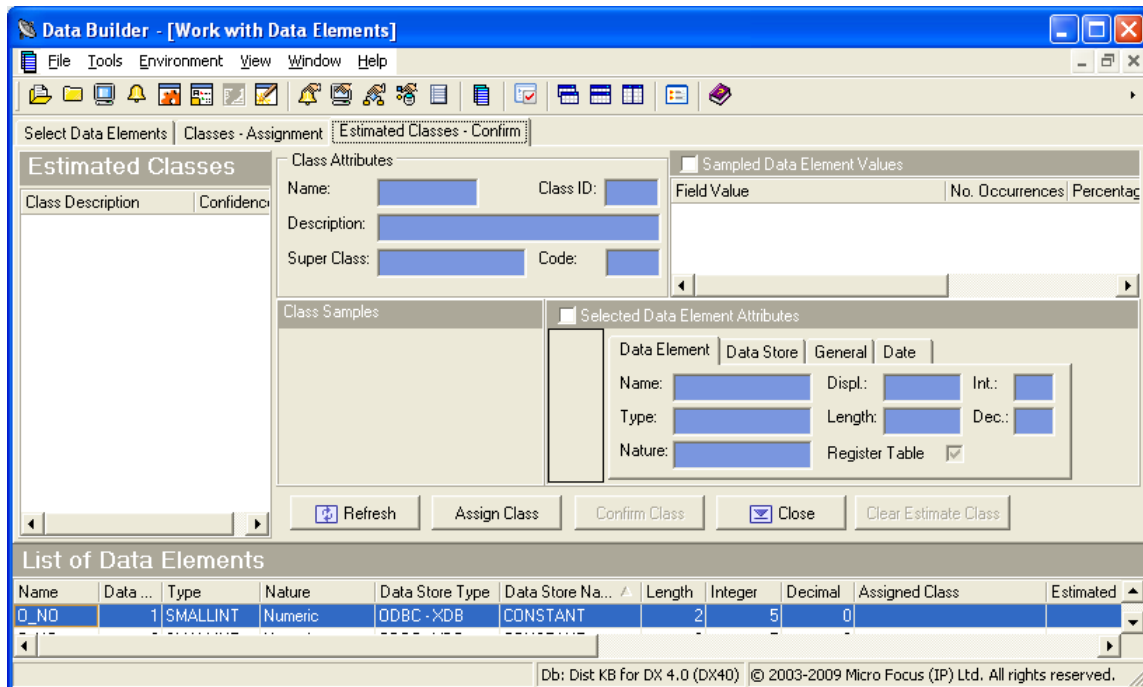 Data Builder - [Work with Data Elements]
File Tools Environment View Window Help
Select Data Elements Classes - Assignment Estimated Classes - Confirm
Estimated Classes
Class Description Confidence
Class Attributes
Name: Class ID:
Description:
Super Class: Code:
Sampled Data Element Values
Field Value No. Occurrences Percentag
Class Samples
Selected Data Element Attributes
Data Element Data Store General Date
Name: Displ.: Int.:
Type: Length: Dec.:
Nature: Register Table
Refresh Assign Class Confirm Class Close Clear Estimate Class
List of Data Elements
Name Data ... Type Nature Data Store Type Data Store Na... Length Integer Decimal Assigned Class Estimated
O_NO 1 SMALLINT Numeric ODBC - XDB CONSTANT 2 5 0
Db: Dist KB for DX 4.0 (DX40) © 2003-2009 Micro Focus (IP) Ltd. All rights reserved.